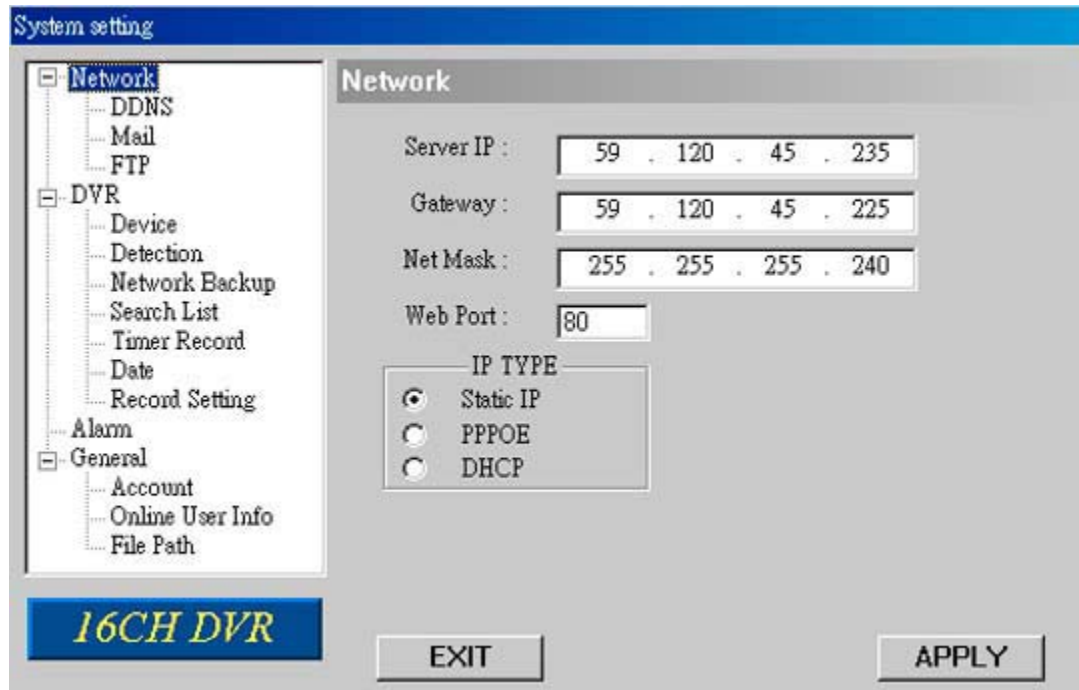 System setting
Network
DDNS
Mail
FTP
DVR
Device
Detection
Network Backup
Search List
Timer Record
Date
Record Setting
Alarm
General
Account
Online User Info
File Path
16CH DVR
Network
Server IP : 59 . 120 . 45 . 235
Gateway : 59 . 120 . 45 . 225
Net Mask : 255 . 255 . 255 . 240
Web Port : 80
IP TYPE
Static IP
PPPOE
DHCP
EXIT
APPLY